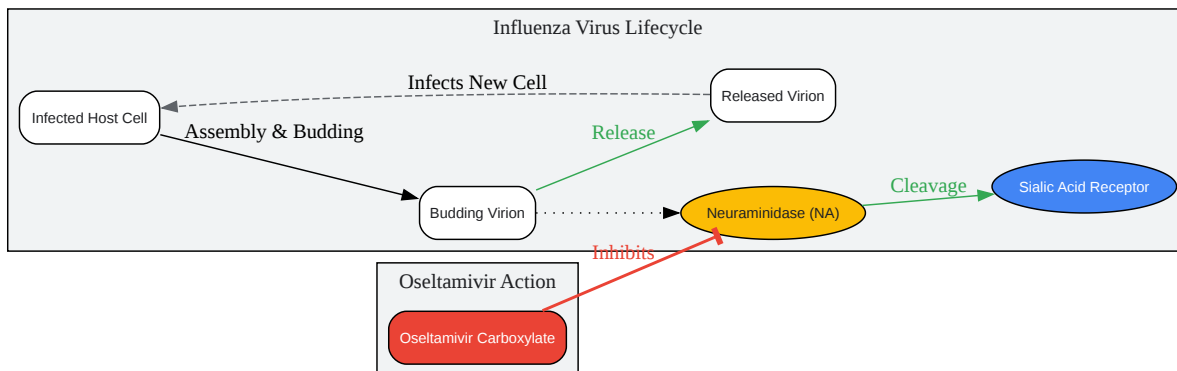 Influenza Virus Lifecycle
Infects New Cell
Released Virion
Infected Host Cell
Assembly & Budding
Release
Budding Virion
Neuraminidase (NA)
Cleavage
Sialic Acid Receptor
Inhibits
Oseltamivir Action
Oseltamivir Carboxylate